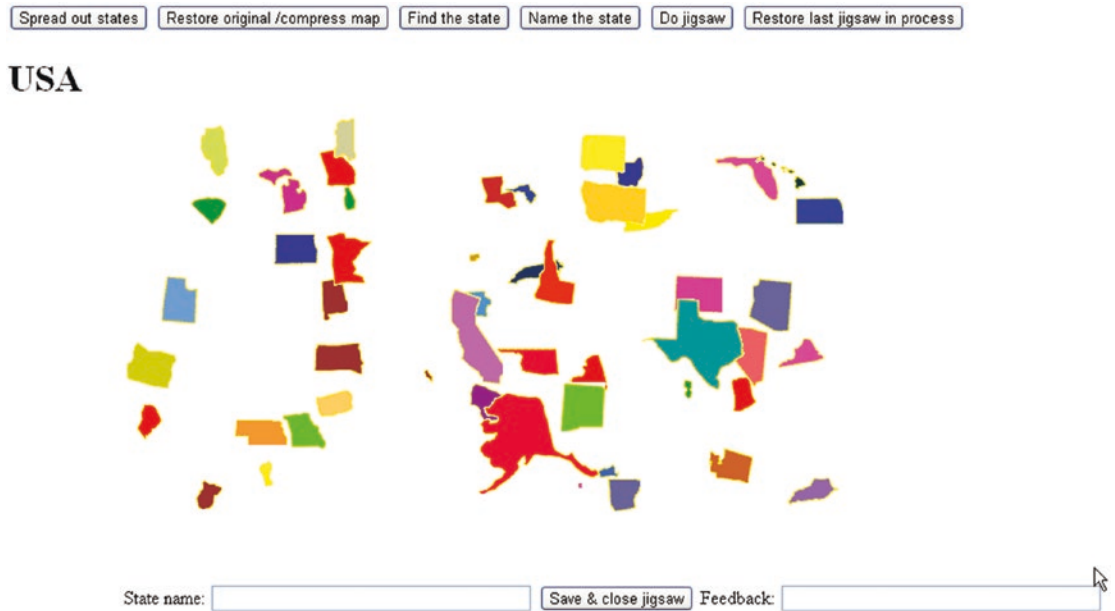 Spread out states Restore original /compress map Find the state Name the state Do jigsaw Restore last jigsaw in process
USA
State name: Save & close jigsaw Feedback: